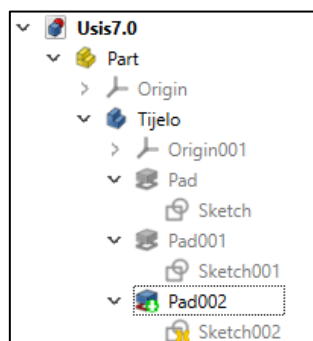 Usis7.0
Part
Origin
Tijelo
Origin001
Pad
Sketch
Pad001
Sketch001
Pad002
Sketch002